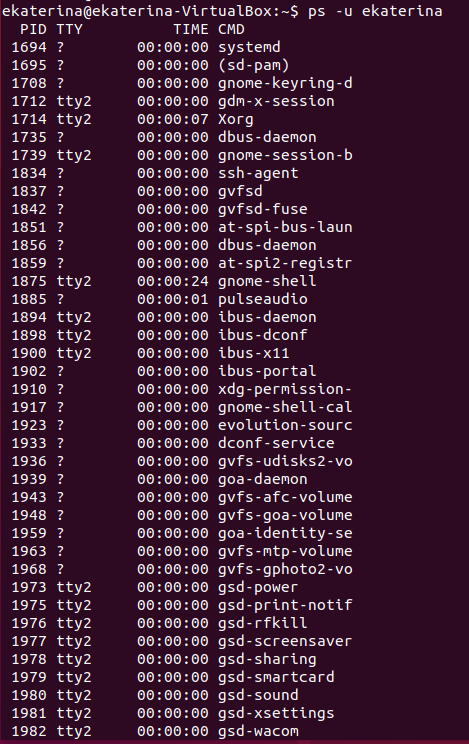 ekaterina@ekaterina-VirtualBox:~$ ps -u ekaterina
PID TTY TIME CMD
1694 ? 00:00:00 systemd
1695 ? 00:00:00 (sd-pam)
1708 ? 00:00:00 gnome-keyring-d
1712 tty2 00:00:00 gdm-x-session
1714 tty2 00:00:07 Xorg
1735 ? 00:00:00 dbus-daemon
1739 tty2 00:00:00 gnome-session-b
1834 ? 00:00:00 ssh-agent
1837 ? 00:00:00 gvfsd
1842 ? 00:00:00 gvfsd-fuse
1851 ? 00:00:00 at-spi-bus-laun
1856 ? 00:00:00 dbus-daemon
1859 ? 00:00:00 at-spi2-registr
1875 tty2 00:00:24 gnome-shell
1885 ? 00:00:01 pulseaudio
1894 tty2 00:00:00 ibus-daemon
1898 tty2 00:00:00 ibus-dconf
1900 tty2 00:00:00 ibus-x11
1902 ? 00:00:00 ibus-portal
1910 ? 00:00:00 xdg-permission-
1917 ? 00:00:00 gnome-shell-cal
1923 ? 00:00:00 evolution-sourc
1933 ? 00:00:00 dconf-service
1936 ? 00:00:00 gvfs-udisks2-vo
1939 ? 00:00:00 goa-daemon
1943 ? 00:00:00 gvfs-afc-volume
1948 ? 00:00:00 gvfs-goa-volume
1959 ? 00:00:00 goa-identity-se
1963 ? 00:00:00 gvfs-mtp-volume
1968 ? 00:00:00 gvfs-gphoto2-vo
1973 tty2 00:00:00 gsd-power
1975 tty2 00:00:00 gsd-print-notif
1976 tty2 00:00:00 gsd-rfkill
1977 tty2 00:00:00 gsd-screensaver
1978 tty2 00:00:00 gsd-sharing
1979 tty2 00:00:00 gsd-smartcard
1980 tty2 00:00:00 gsd-sound
1981 tty2 00:00:00 gsd-xsettings
1982 tty2 00:00:00 gsd-wacom